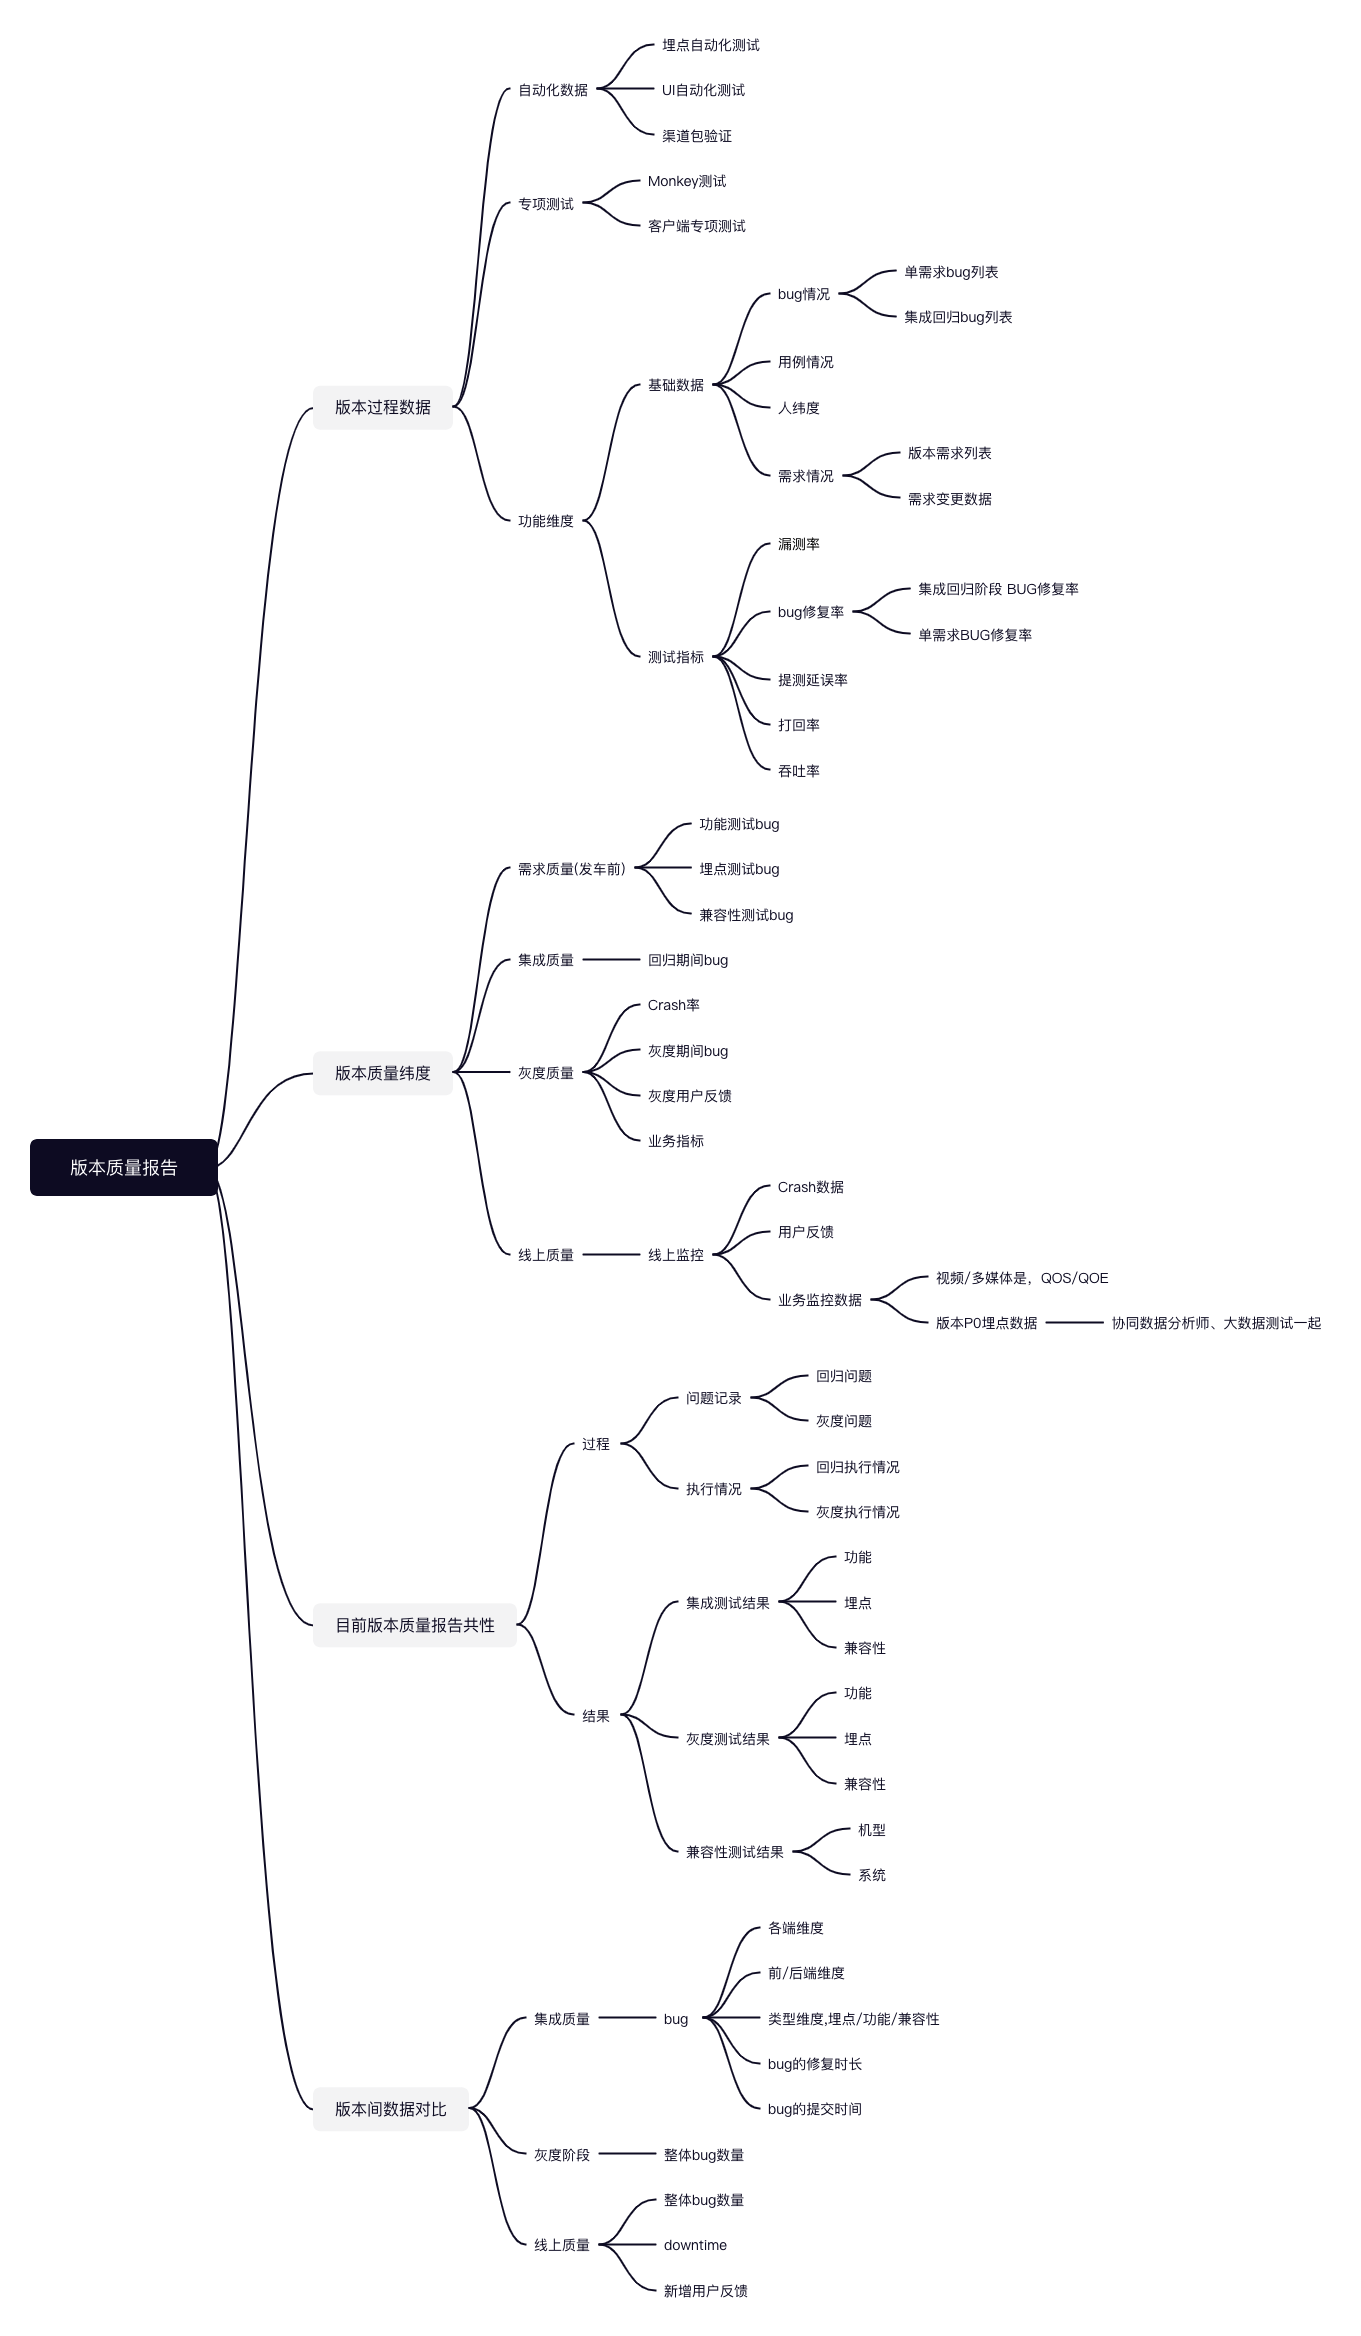 版本质量报告
版本过程数据
自动化数据
埋点自动化测试
UI自动化测试
渠道包验证
专项测试
Monkey测试
客户端专项测试
功能维度
基础数据
bug情况
单需求bug列表
集成回归bug列表
用例情况
人纬度
需求情况
版本需求列表
需求变更数据
测试指标
漏测率
bug修复率
集成回归阶段 BUG修复率
单需求BUG修复率
提测延误率
打回率
吞吐率
版本质量纬度
需求质量(发车前)
功能测试bug
埋点测试bug
兼容性测试bug
集成质量
回归期间bug
灰度质量
Crash率
灰度期间bug
灰度用户反馈
业务指标
线上质量
线上监控
Crash数据
用户反馈
业务监控数据
视频/多媒体是，QOS/QOE
版本P0埋点数据
协同数据分析师、大数据测试一起
目前版本质量报告共性
过程
问题记录
回归问题
灰度问题
执行情况
回归执行情况
灰度执行情况
结果
集成测试结果
功能
埋点
兼容性
灰度测试结果
功能
埋点
兼容性
兼容性测试结果
机型
系统
版本间数据对比
集成质量
bug
各端维度
前/后端维度
类型维度,埋点/功能/兼容性
bug的修复时长
bug的提交时间
灰度阶段
整体bug数量
线上质量
整体bug数量
downtime
新增用户反馈